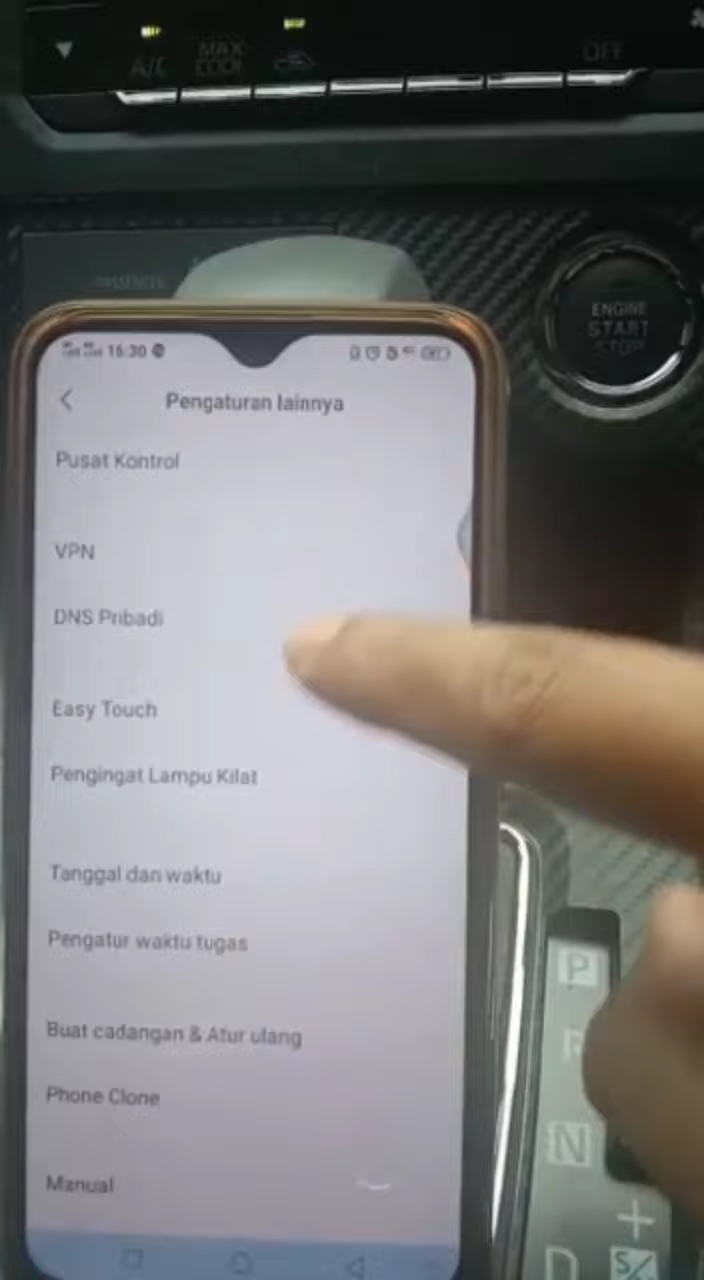 A/C
MAX
COOL
OFF
PASSENGER
ENGINE
START
STOP
16:30
Pengaturan lainnya
Pusat Kontrol
VPN
DNS Pribadi
Easy Touch
Pengingat Lampu Kilat
Tanggal dan waktu
Pengatur waktu tugas
Buat cadangan & Atur ulang
Phone Clone
Manual
P
R
N
D
+
S/